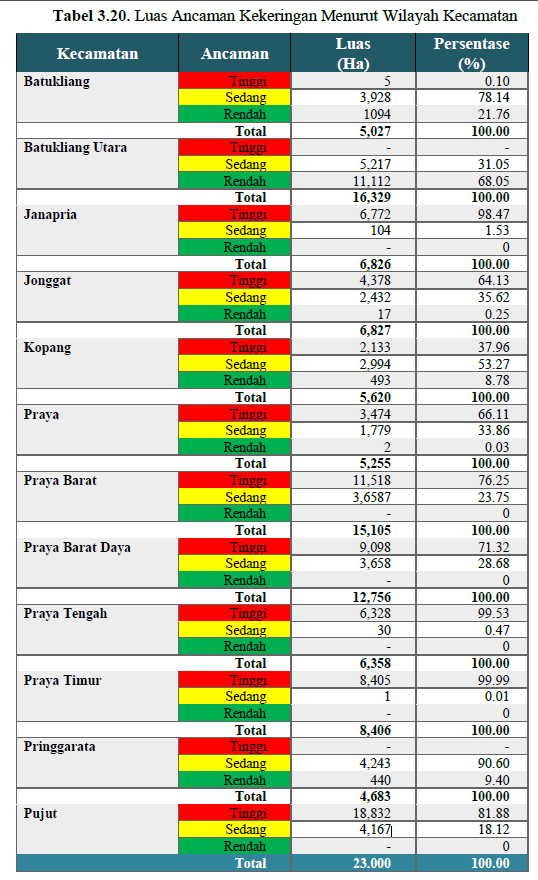 Tabel 3.20. Luas Ancaman Kekeringan Menurut Wilayah Kecamatan
Kecamatan Ancaman Luas (Ha) Persentase (%)
Batukliang Tinggi 5 0.10
Sedang 3,928 78.14
Rendah 1094 21.76
Total 5,027 100.00
Batukliang Utara Tinggi - -
Sedang 5,217 31.05
Rendah 11,112 68.05
Total 16,329 100.00
Janapria Tinggi 6,772 98.47
Sedang 104 1.53
Rendah - 0
Total 6,826 100.00
Jonggat Tinggi 4,378 64.13
Sedang 2,432 35.62
Rendah 17 0.25
Total 6,827 100.00
Kopang Tinggi 2,133 37.96
Sedang 2,994 53.27
Rendah 493 8.78
Total 5,620 100.00
Praya Tinggi 3,474 66.11
Sedang 1,779 33.86
Rendah 2 0.03
Total 5,255 100.00
Praya Barat Tinggi 11,518 76.25
Sedang 3,6587 23.75
Rendah - 0
Total 15,105 100.00
Praya Barat Daya Tinggi 9,098 71.32
Sedang 3,658 28.68
Rendah - 0
Total 12,756 100.00
Praya Tengah Tinggi 6,328 99.53
Sedang 30 0.47
Rendah - 0
Total 6,358 100.00
Praya Timur Tinggi 8,405 99.99
Sedang 1 0.01
Rendah - 0
Total 8,406 100.00
Pringgarata Tinggi - -
Sedang 4,243 90.60
Rendah 440 9.40
Total 4,683 100.00
Pujut Tinggi 18,832 81.88
Sedang 4,167 18.12
Rendah - 0
Total 23.000 100.00